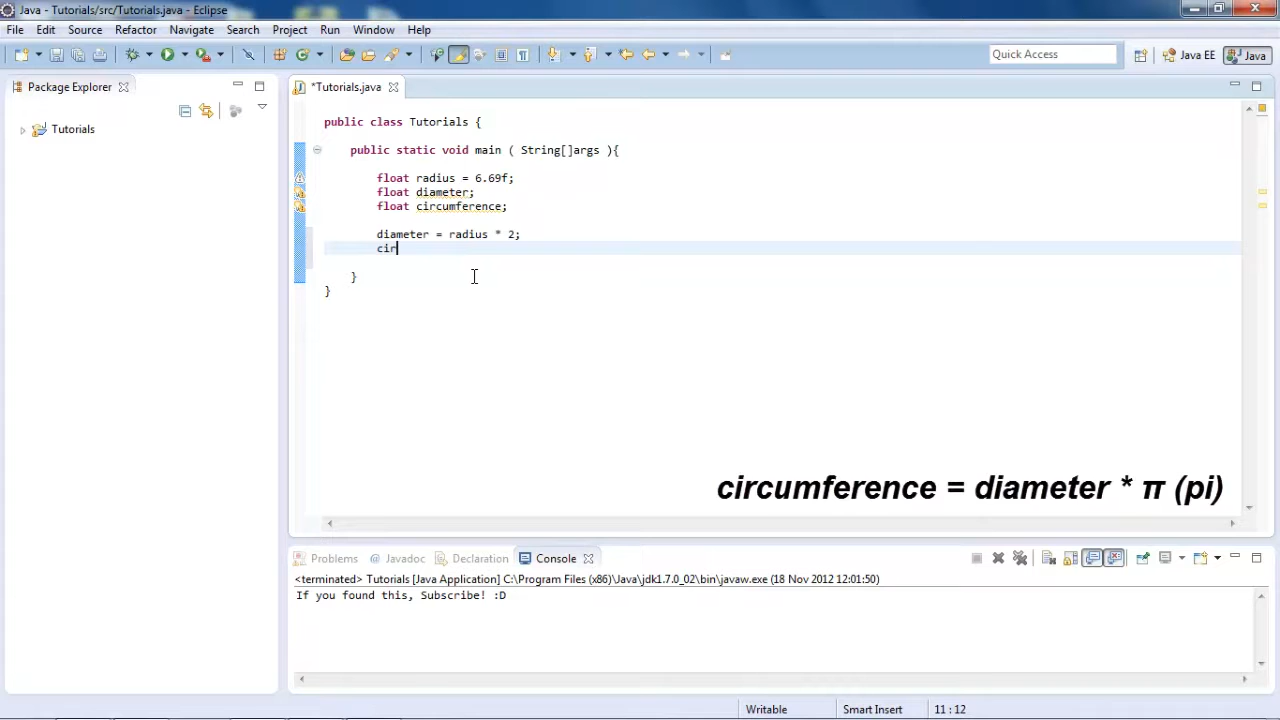 Java - Tutorials/src/Tutorials.java - Eclipse
File Edit Source Refactor Navigate Search Project Run Window Help
Quick Access Java EE Java
Package Explorer
*Tutorials.java
Tutorials
public class Tutorials {
public static void main ( String[]args ){
float radius = 6.69f;
float diameter;
float circumference;
diameter = radius * 2;
cir
}
}
circumference = diameter * π (pi)
Problems @ Javadoc Declaration Console
<terminated> Tutorials [Java Application] C:\Program Files (x86)\Java\jdk1.7.0_02\bin\javaw.exe (18 Nov 2012 12:01:50)
If you found this, Subscribe! :D
Writable Smart Insert 11 : 12